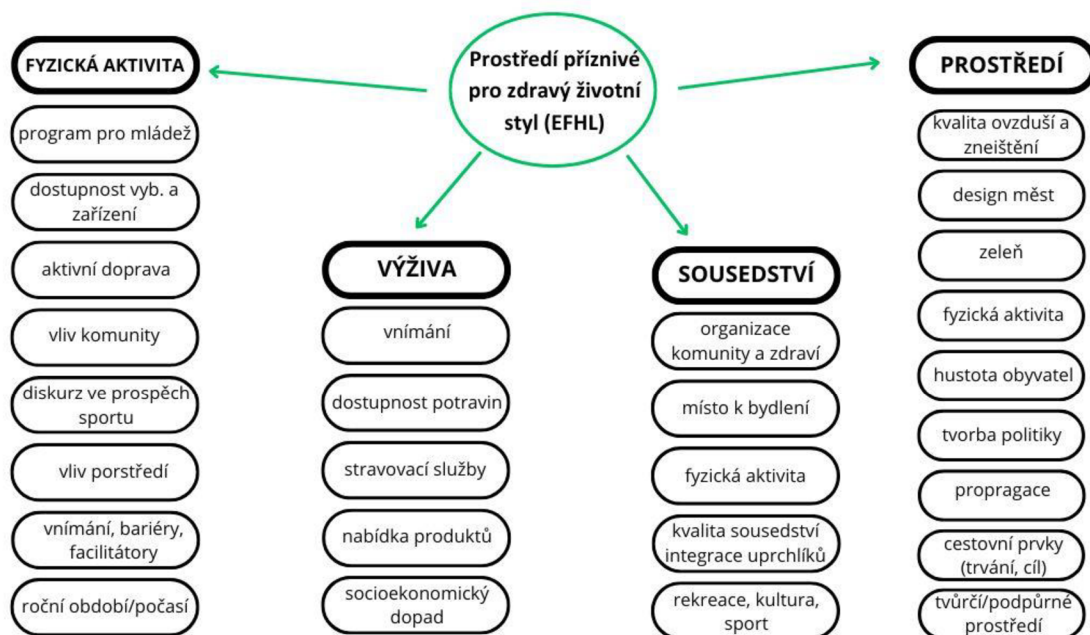 Prostředí příznivé
pro zdravý životní
styl (EFHL)
FYZICKÁ AKTIVITA
program pro mládež
dostupnost vyb. a
zařízení
aktivní doprava
vliv komunity
diskurz ve prospěch
sportu
vliv porstředí
vnímání, bariéry,
facilitátory
roční období/počasí
VÝŽIVA
vnímání
dostupnost potravin
stravovací služby
nabídka produktů
socioekonomický
dopad
SOUSEDSTVÍ
organizace
komunity a zdraví
místo k bydlení
fyzická aktivita
kvalita sousedství
integrace uprchlíků
rekreace, kultura,
sport
PROSTŘEDÍ
kvalita ovzduší a
zneištění
design měst
zeleň
fyzická aktivita
hustota obyvatel
tvorba politiky
propragace
cestovní prvky
(trvání, cíl)
tvůrčí/podpůrné
prostředí